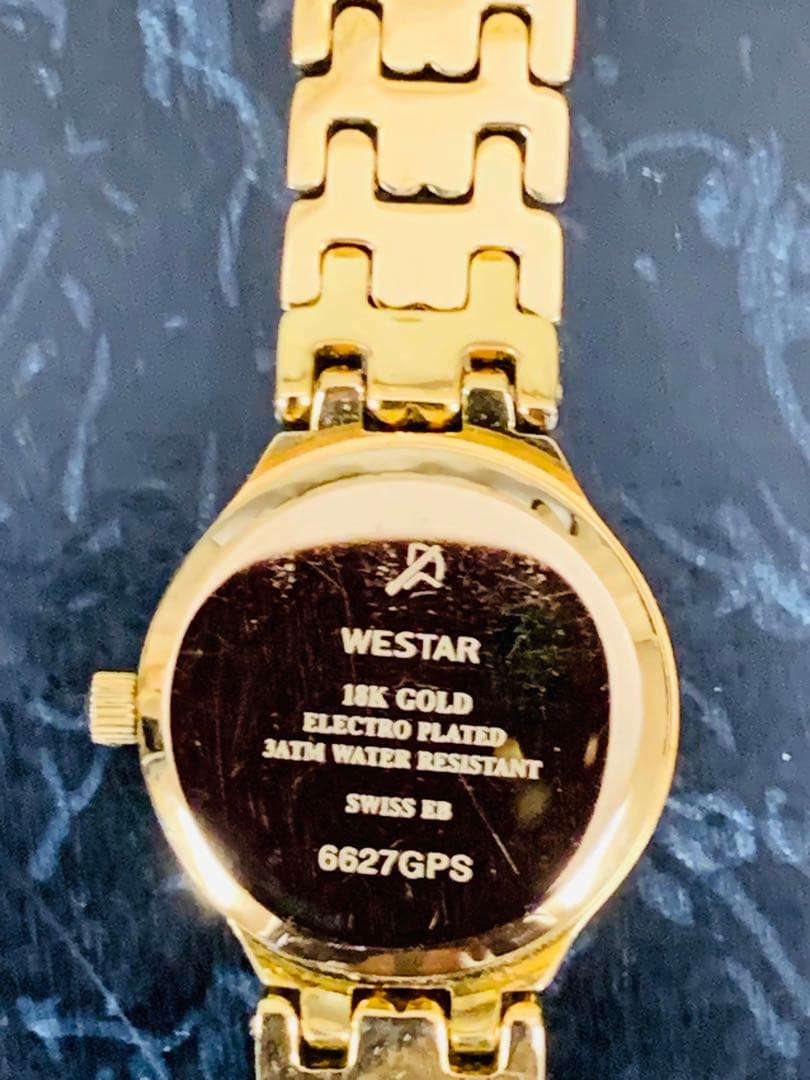 WESTAR
18K GOLD
ELECTRO PLATED
3ATM WATER RESISTANT
SWISS EB
6627GPS